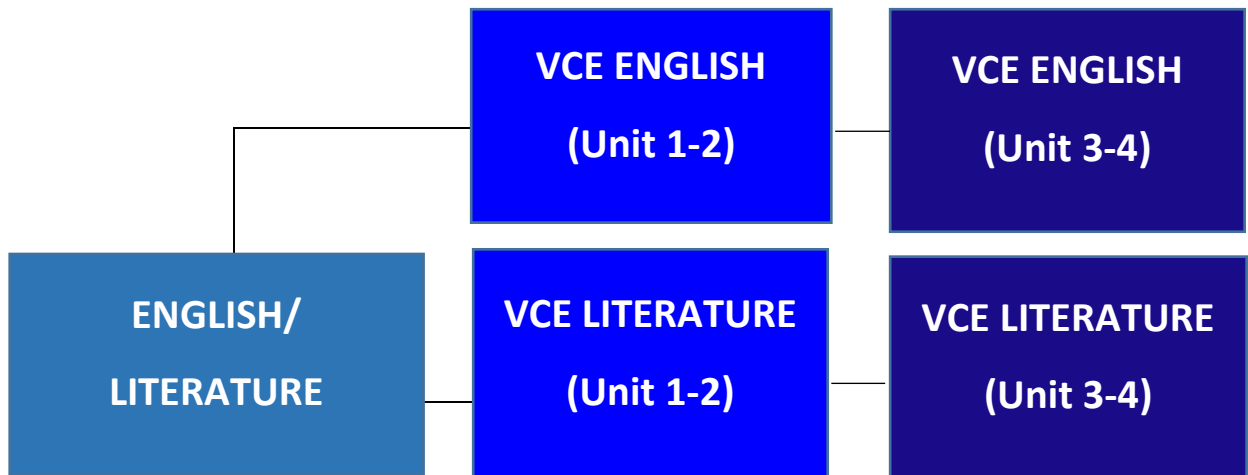 VCE ENGLISH
(Unit 1-2)
VCE ENGLISH
(Unit 3-4)
ENGLISH/
LITERATURE
VCE LITERATURE
(Unit 1-2)
VCE LITERATURE
(Unit 3-4)